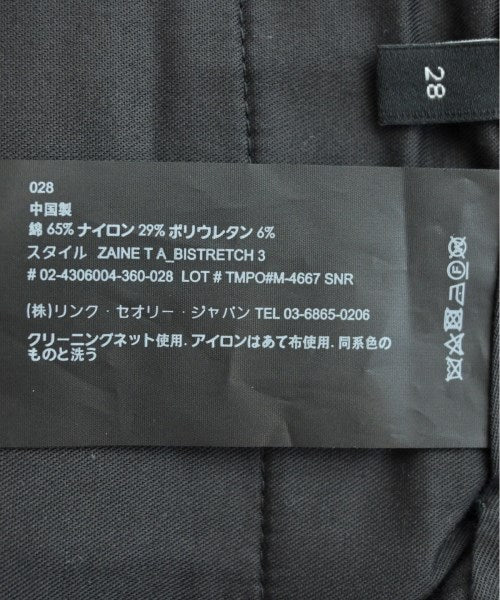 28
028
中国製
綿 65% ナイロン 29% ポリウレタン 6%
スタイル ZAINE T A_BISTRETCH 3
# 02-4306004-360-028 LOT # TMPO#M-4667 SNR
(株)リンク・セオリー・ジャパン TEL 03-6865-0206
クリーニングネット使用. アイロンはあて布使用. 同系色の
ものと洗う